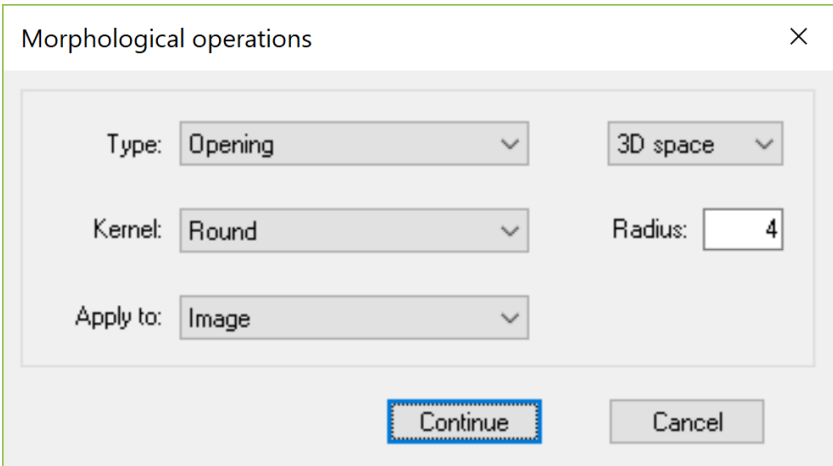 Morphological operations
Type: Opening 3D space
Kernel: Round Radius: 4
Apply to: Image
Continue Cancel